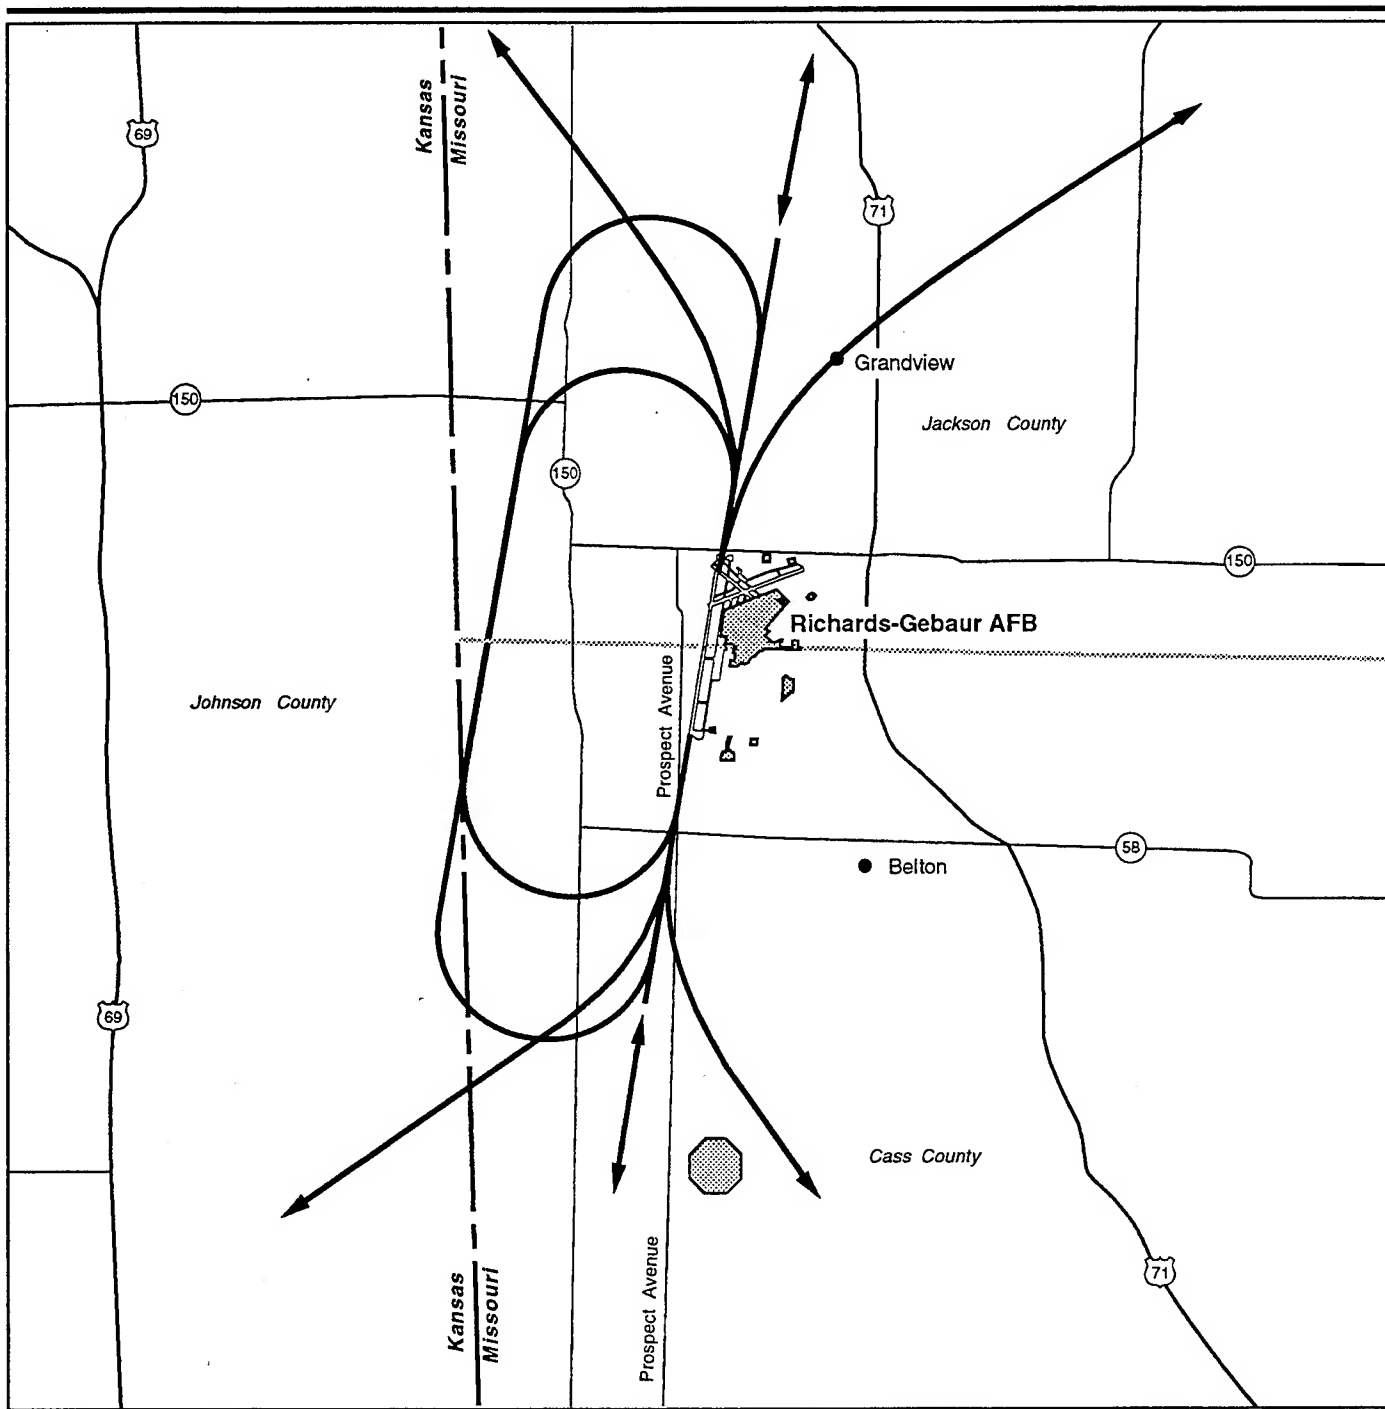 Kansas
Missouri
69
71
Grandview
150
Jackson County
150
150
Richards-Gebaur AFB
Johnson County
Prospect Avenue
58
Belton
69
Cass County
Kansas
Missouri
Prospect Avenue
71